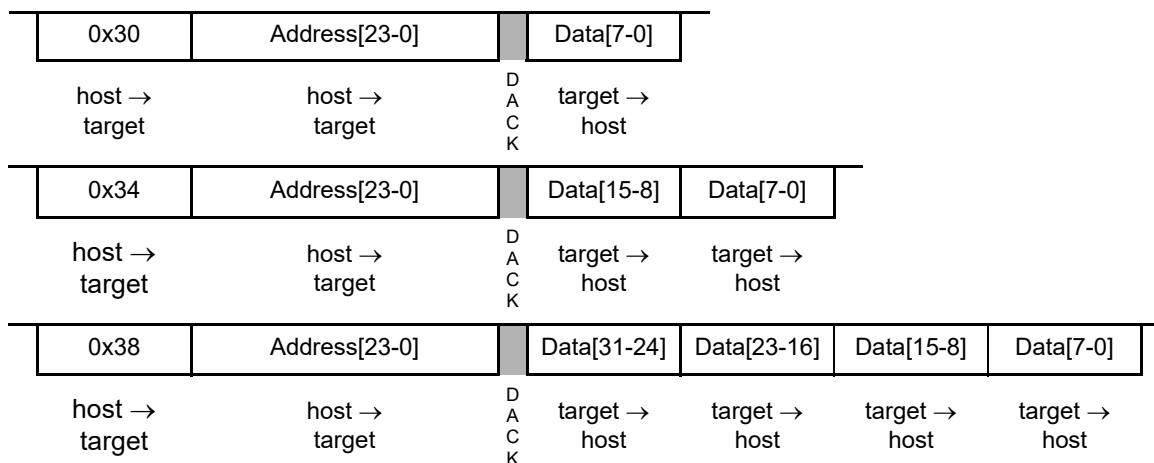 0x30 Address[23-0] Data[7-0]
host → host → D A C K target →
target target host
0x34 Address[23-0] Data[15-8] Data[7-0]
host → host → D A C K target → target →
target target host host
0x38 Address[23-0] Data[31-24] Data[23-16] Data[15-8] Data[7-0]
host → host → D A C K target → target → target → target →
target target host host host host